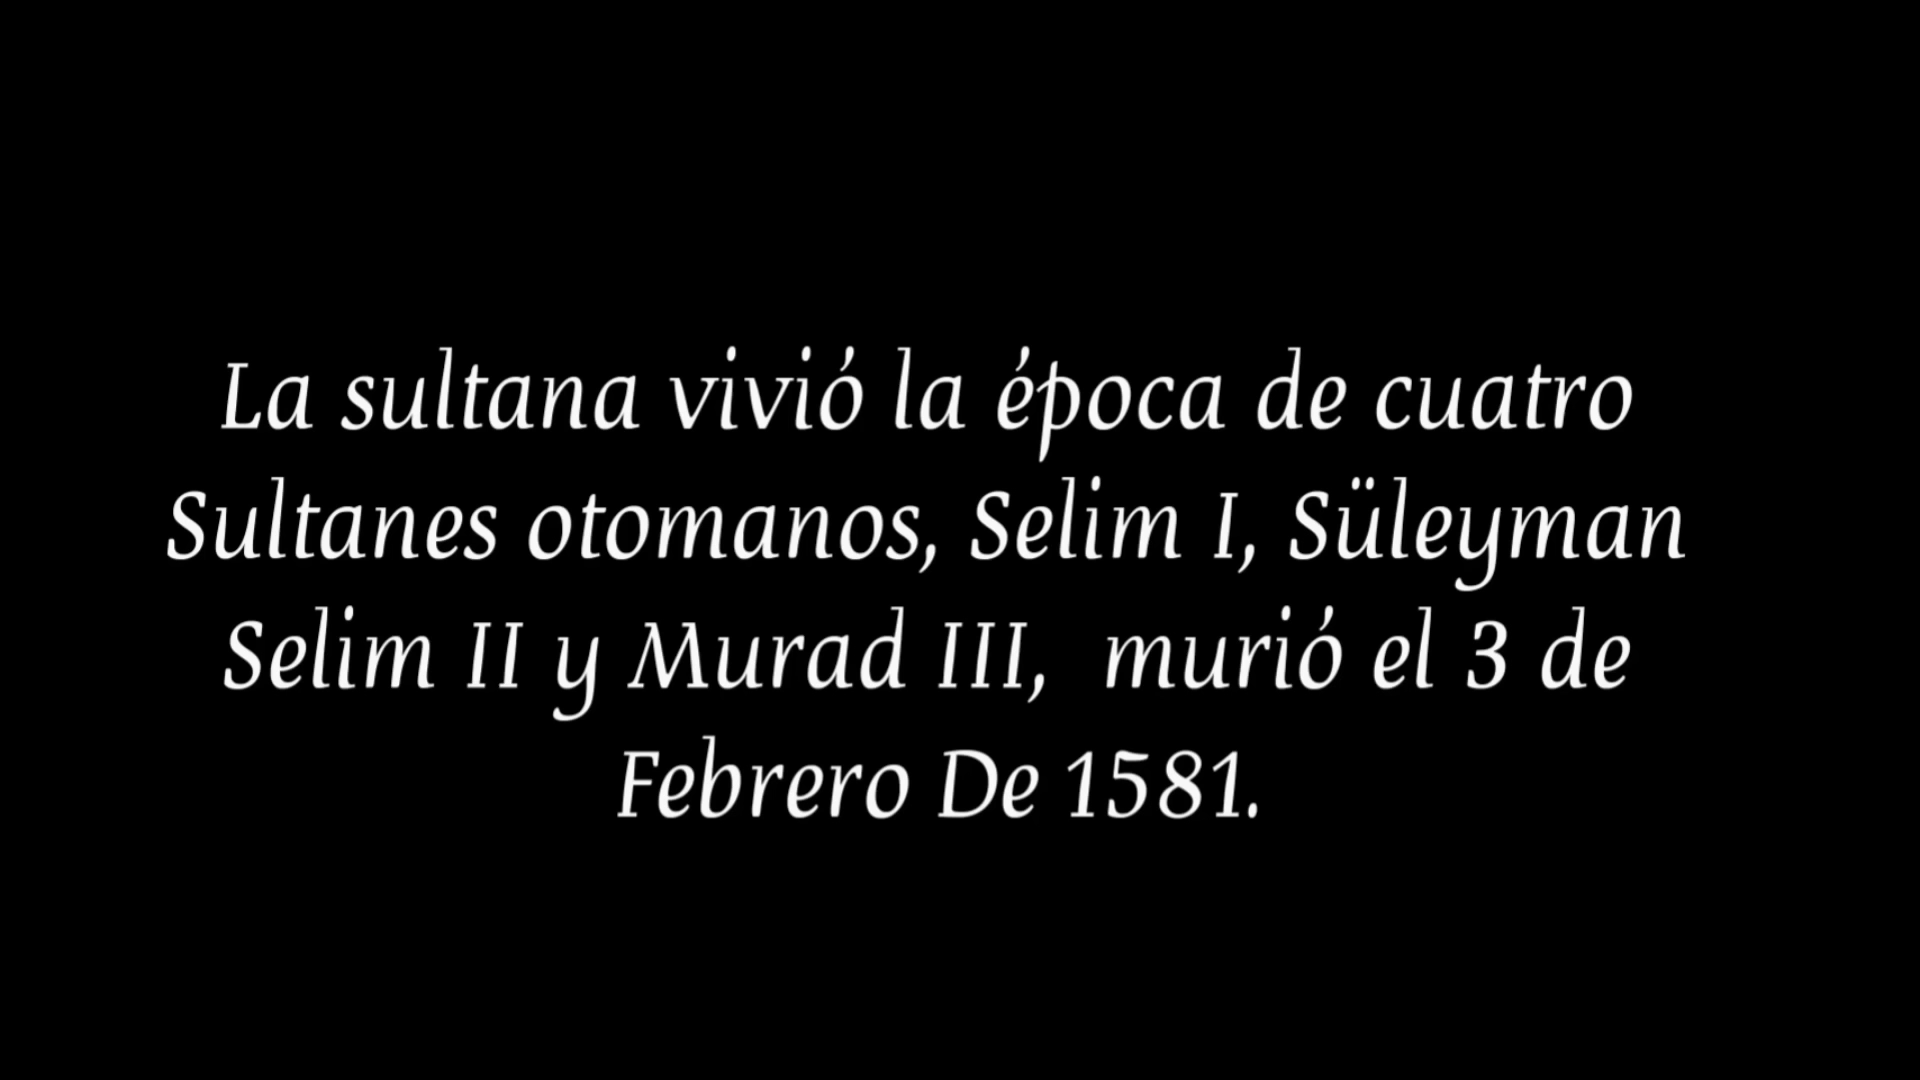 La sultana vivió la época de cuatro
Sultanes otomanos, Selim I, Süleyman
Selim II y Murad III,  murió el 3 de
Febrero De 1581.